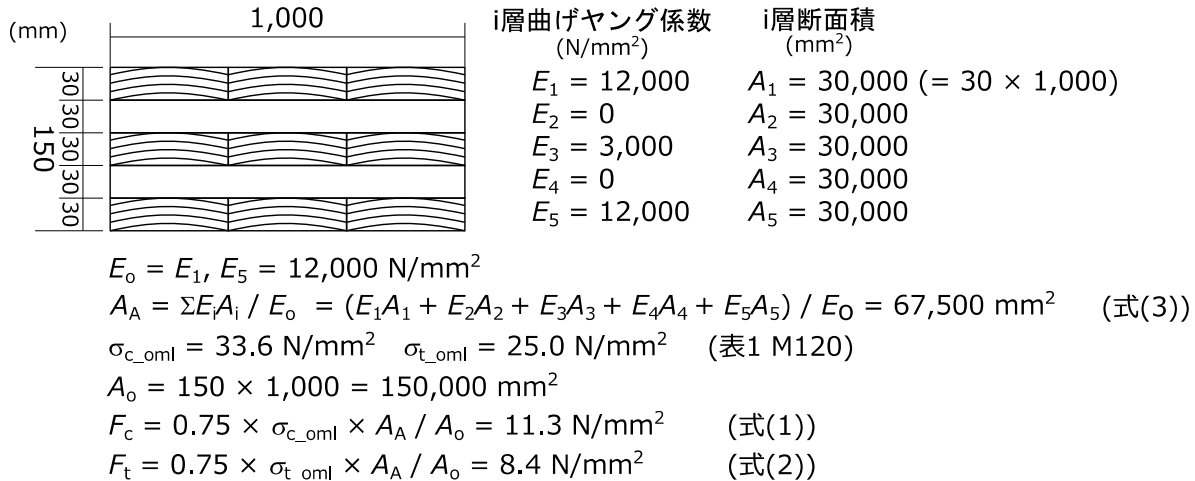 (mm)
1,000
30
30
30
30
30
150
i層曲げヤング係数 i層断面積
(N/mm²) (mm²)
E₁ = 12,000 A₁ = 30,000 (= 30 × 1,000)
E₂ = 0 A₂ = 30,000
E₃ = 3,000 A₃ = 30,000
E₄ = 0 A₄ = 30,000
E₅ = 12,000 A₅ = 30,000
Eₒ = E₁, E₅ = 12,000 N/mm²
A_A = ΣEᵢAᵢ / Eₒ = (E₁A₁ + E₂A₂ + E₃A₃ + E₄A₄ + E₅A₅) / Eo = 67,500 mm² (式(3))
σc_oml = 33.6 N/mm² σt_oml = 25.0 N/mm² (表1 M120)
Aₒ = 150 × 1,000 = 150,000 mm²
Fc = 0.75 × σc_oml × A_A / Aₒ = 11.3 N/mm² (式(1))
Ft = 0.75 × σt_oml × A_A / Aₒ = 8.4 N/mm² (式(2))